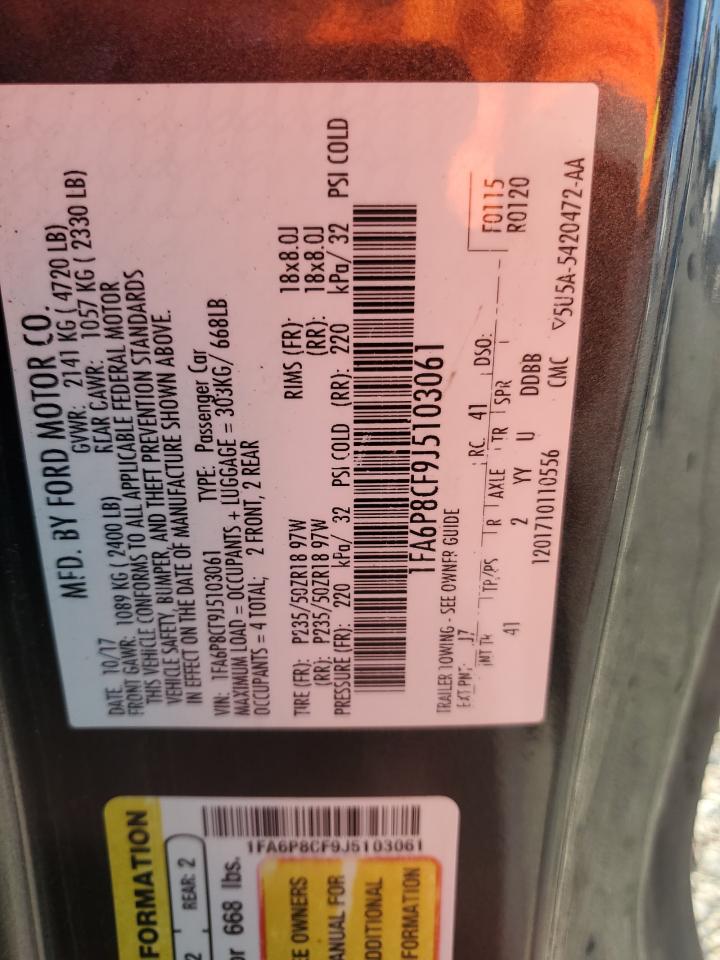 MFD. BY FORD MOTOR CO.
DATE 10/17 GVWR: 2141 KG ( 4720 LB)
FRONT GAWR: 1089 KG ( 2400 LB) REAR GAWR: 1057 KG ( 2330 LB)
THIS VEHICLE CONFORMS TO ALL APPLICABLE FEDERAL MOTOR
VEHICLE SAFETY, BUMPER, AND THEFT PREVENTION STANDARDS
IN EFFECT ON THE DATE OF MANUFACTURE SHOWN ABOVE.
VIN: 1FA6P8CF9J5103061 TYPE: Passenger Car
MAXIMUM LOAD = OCCUPANTS + LUGGAGE = 303KG/ 668LB
OCCUPANTS = 4 TOTAL; 2 FRONT, 2 REAR
TIRE (FR): P235/50ZR18 97W RIMS (FR): 18x8.0J
(RR): P235/50ZR18 97W (RR): 18x8.0J
PRESSURE (FR): 220 kPa/ 32 PSI COLD (RR): 220 kPa/ 32 PSI COLD
1FA6P8CF9J5103061
TRAILER TOWING - SEE OWNER GUIDE
F0115
EXT PNT: J7 RC: 41 DSO: R0120
INT TR TP/PS R AXLE TR SPR
41 2 YY U DDBB
1201710110556 CMC 5U5A-5420472-AA
FORMATION
2 REAR: 2
or 668 lbs.
1FA6P8CF9J5103061
EE OWNERS
ANUAL FOR
ADDITIONAL
FORMATION